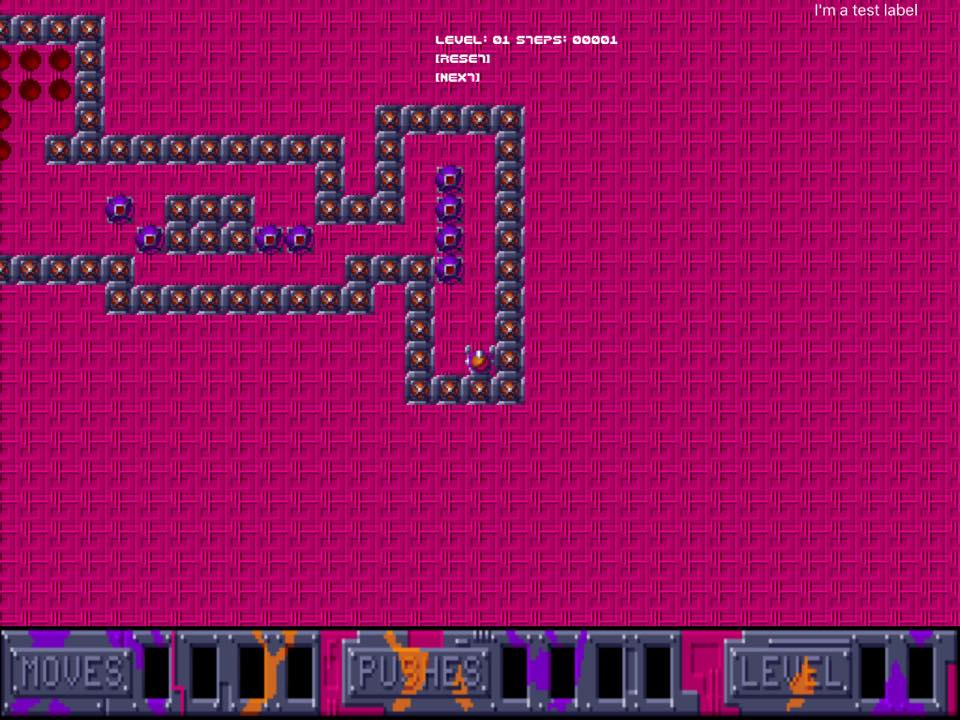 I'm a test label
LEVEL: 01 STEPS: 00001
[RESET]
[NEXT]
MOVES PUSHES LEVEL